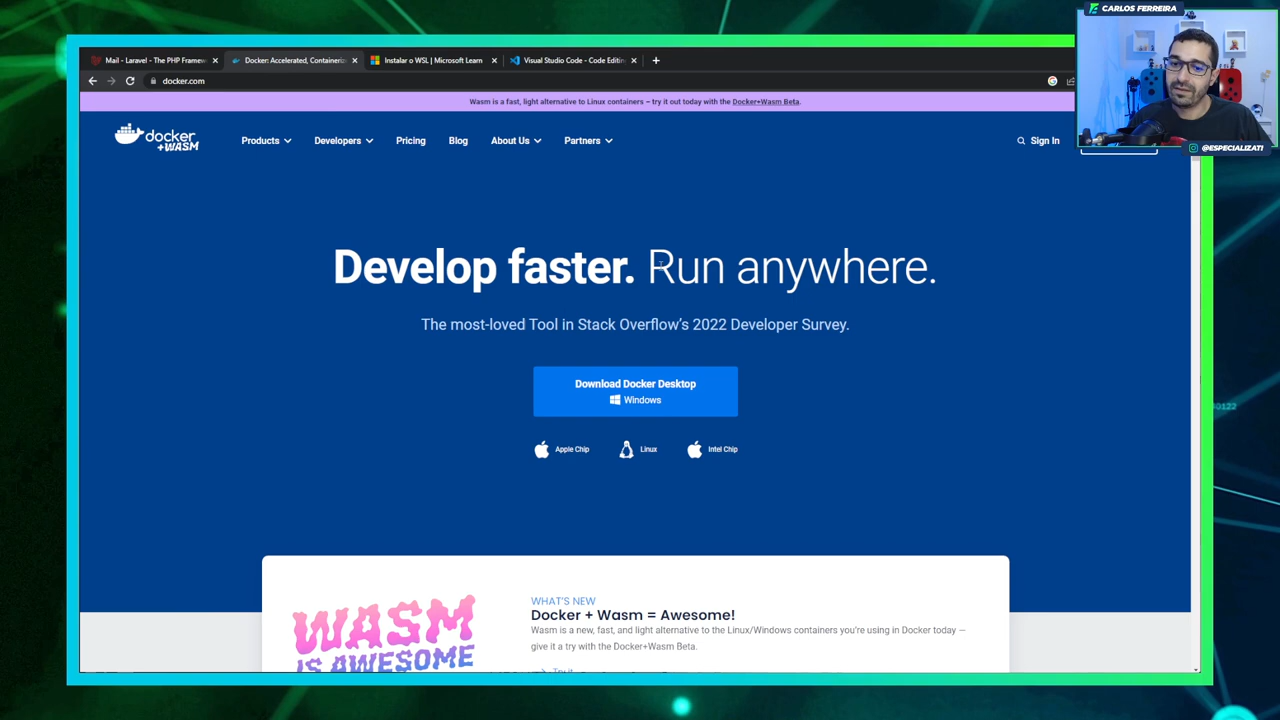 CARLOS FERREIRA
Mail - Laravel - The PHP Framew
Docker: Accelerated, Containeriz
Instalar o WSL | Microsoft Learn
Visual Studio Code - Code Editing
docker.com
Wasm is a fast, light alternative to Linux containers – try it out today with the Docker+Wasm Beta.
@ESPECIALIZATI
docker
+WASM
Products
Developers
Pricing
Blog
About Us
Partners
Sign In
Develop faster. Run anywhere.
The most-loved Tool in Stack Overflow's 2022 Developer Survey.
Download Docker Desktop
Windows
Apple Chip
Linux
Intel Chip
WASM
IS AWESOME
WHAT'S NEW
Docker + Wasm = Awesome!
Wasm is a new, fast, and light alternative to the Linux/Windows containers you're using in Docker today —
give it a try with the Docker+Wasm Beta.
Try it